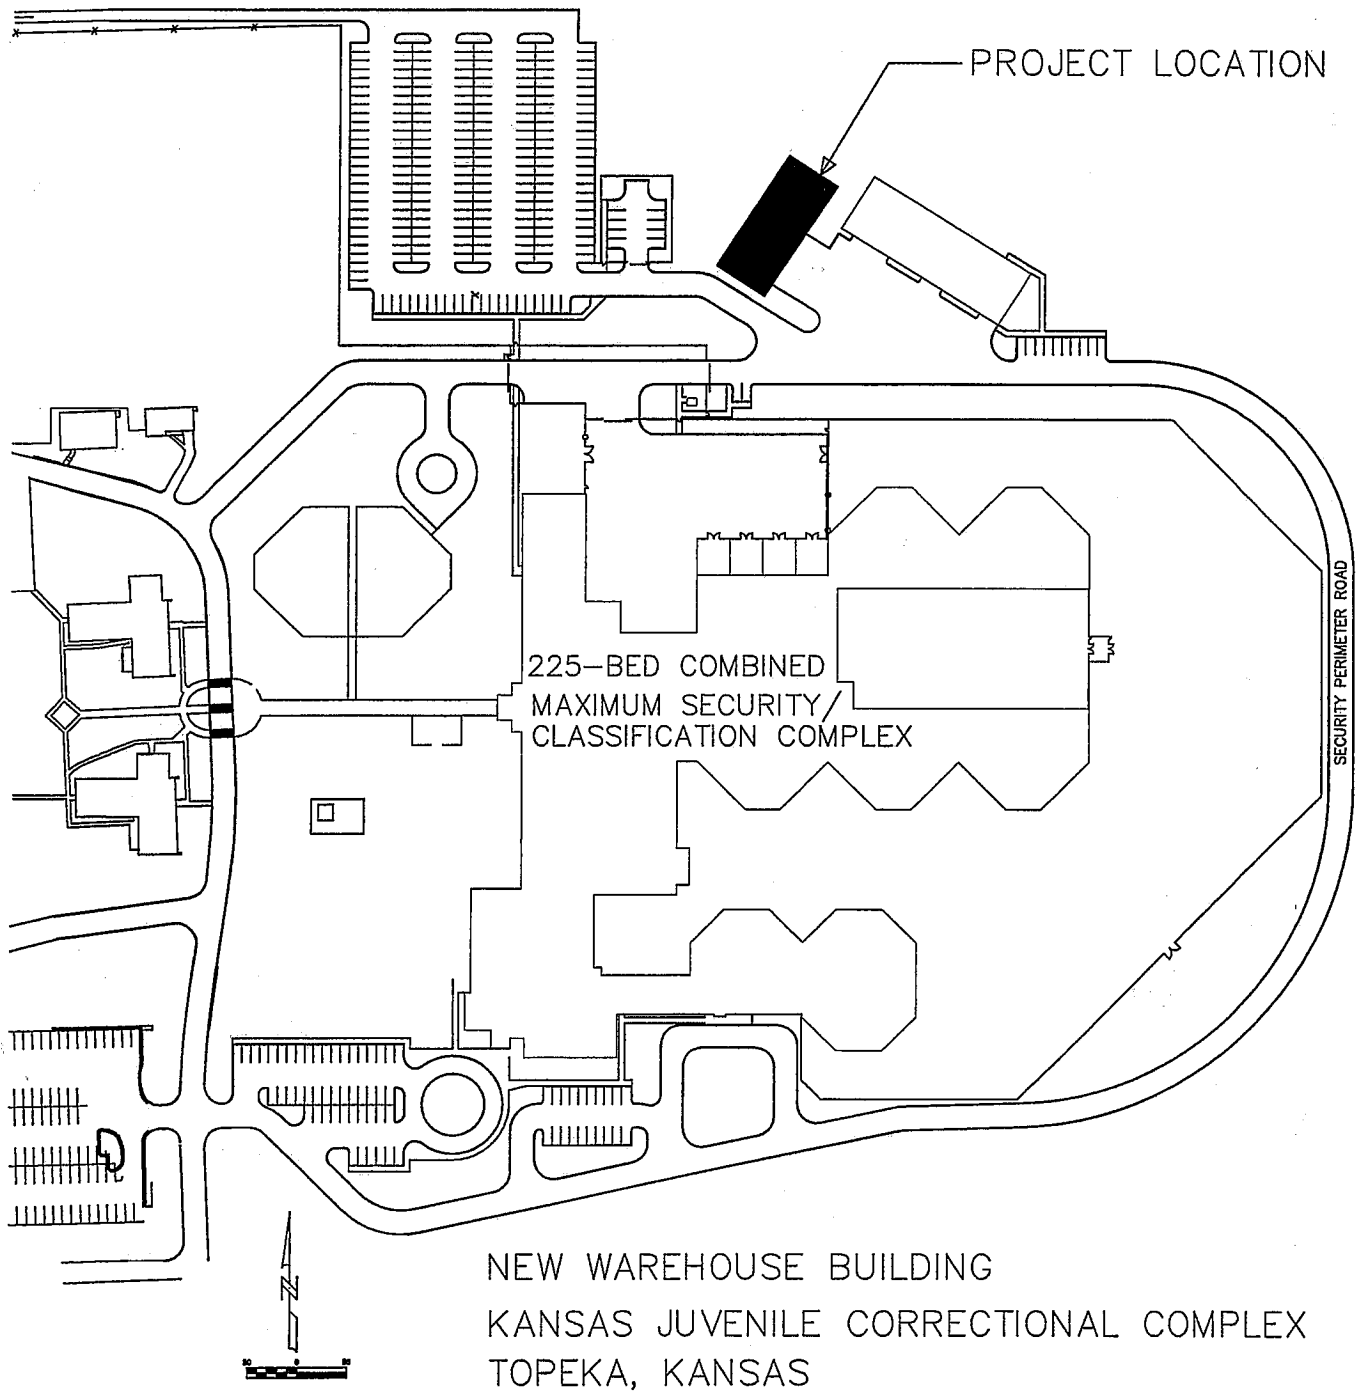 PROJECT LOCATION
225-BED COMBINED
MAXIMUM SECURITY/
CLASSIFICATION COMPLEX
SECURITY PERIMETER ROAD
N
NEW WAREHOUSE BUILDING
KANSAS JUVENILE CORRECTIONAL COMPLEX
TOPEKA, KANSAS